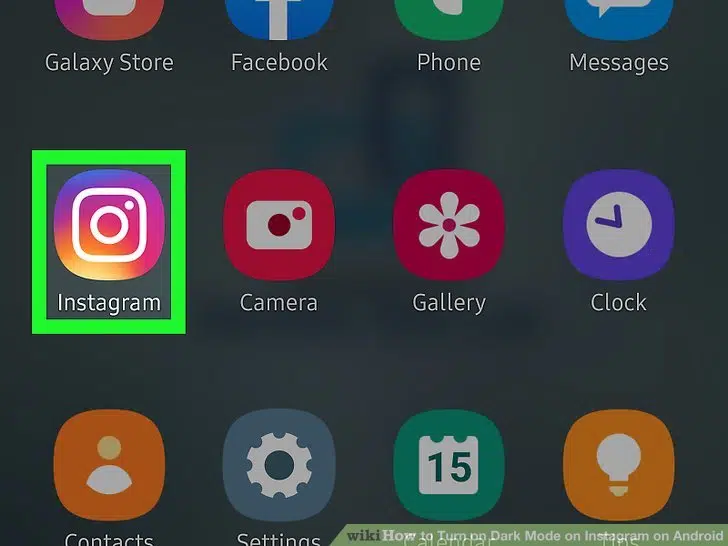 Galaxy Store Facebook Phone Messages
Instagram Camera Gallery Clock
15
Contacts Settings Calendar Tips
wikiHow to Turn on Dark Mode on Instagram on Android